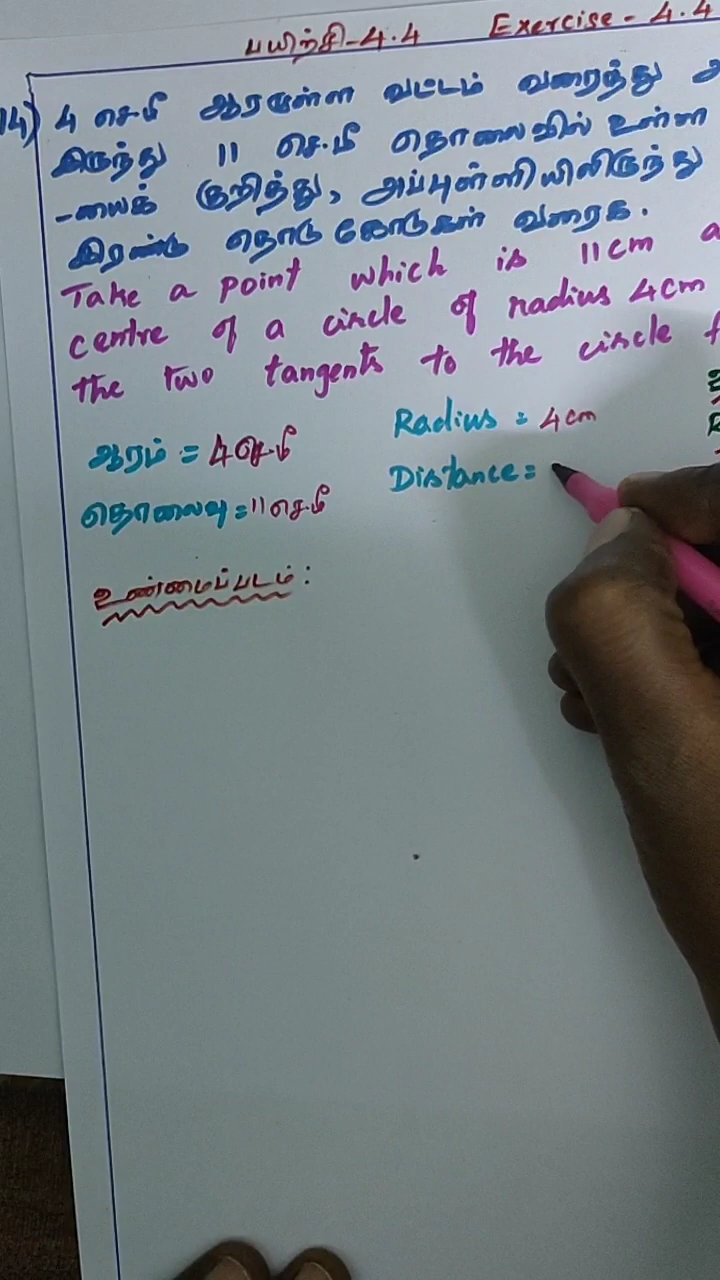 பயிற்சி-4.4 Exercise - 4.4
14) 4 செ.மீ ஆரமுள்ள வட்டம் வரைந்து
இருந்து 11 செ.மீ தொலைவில் உள்ள
-யைக் குறித்து, அப்புள்ளியிலிருந்து
இரண்டு தொடுகோடுகள் வரைக.
Take a point which is 11cm a
centre of a circle of radius 4cm
the two tangents to the circle f
ஆரம் = 4செ.மீ Radius = 4cm
தொலைவு = 11செ.மீ Distance =
உண்மைப்படம் :